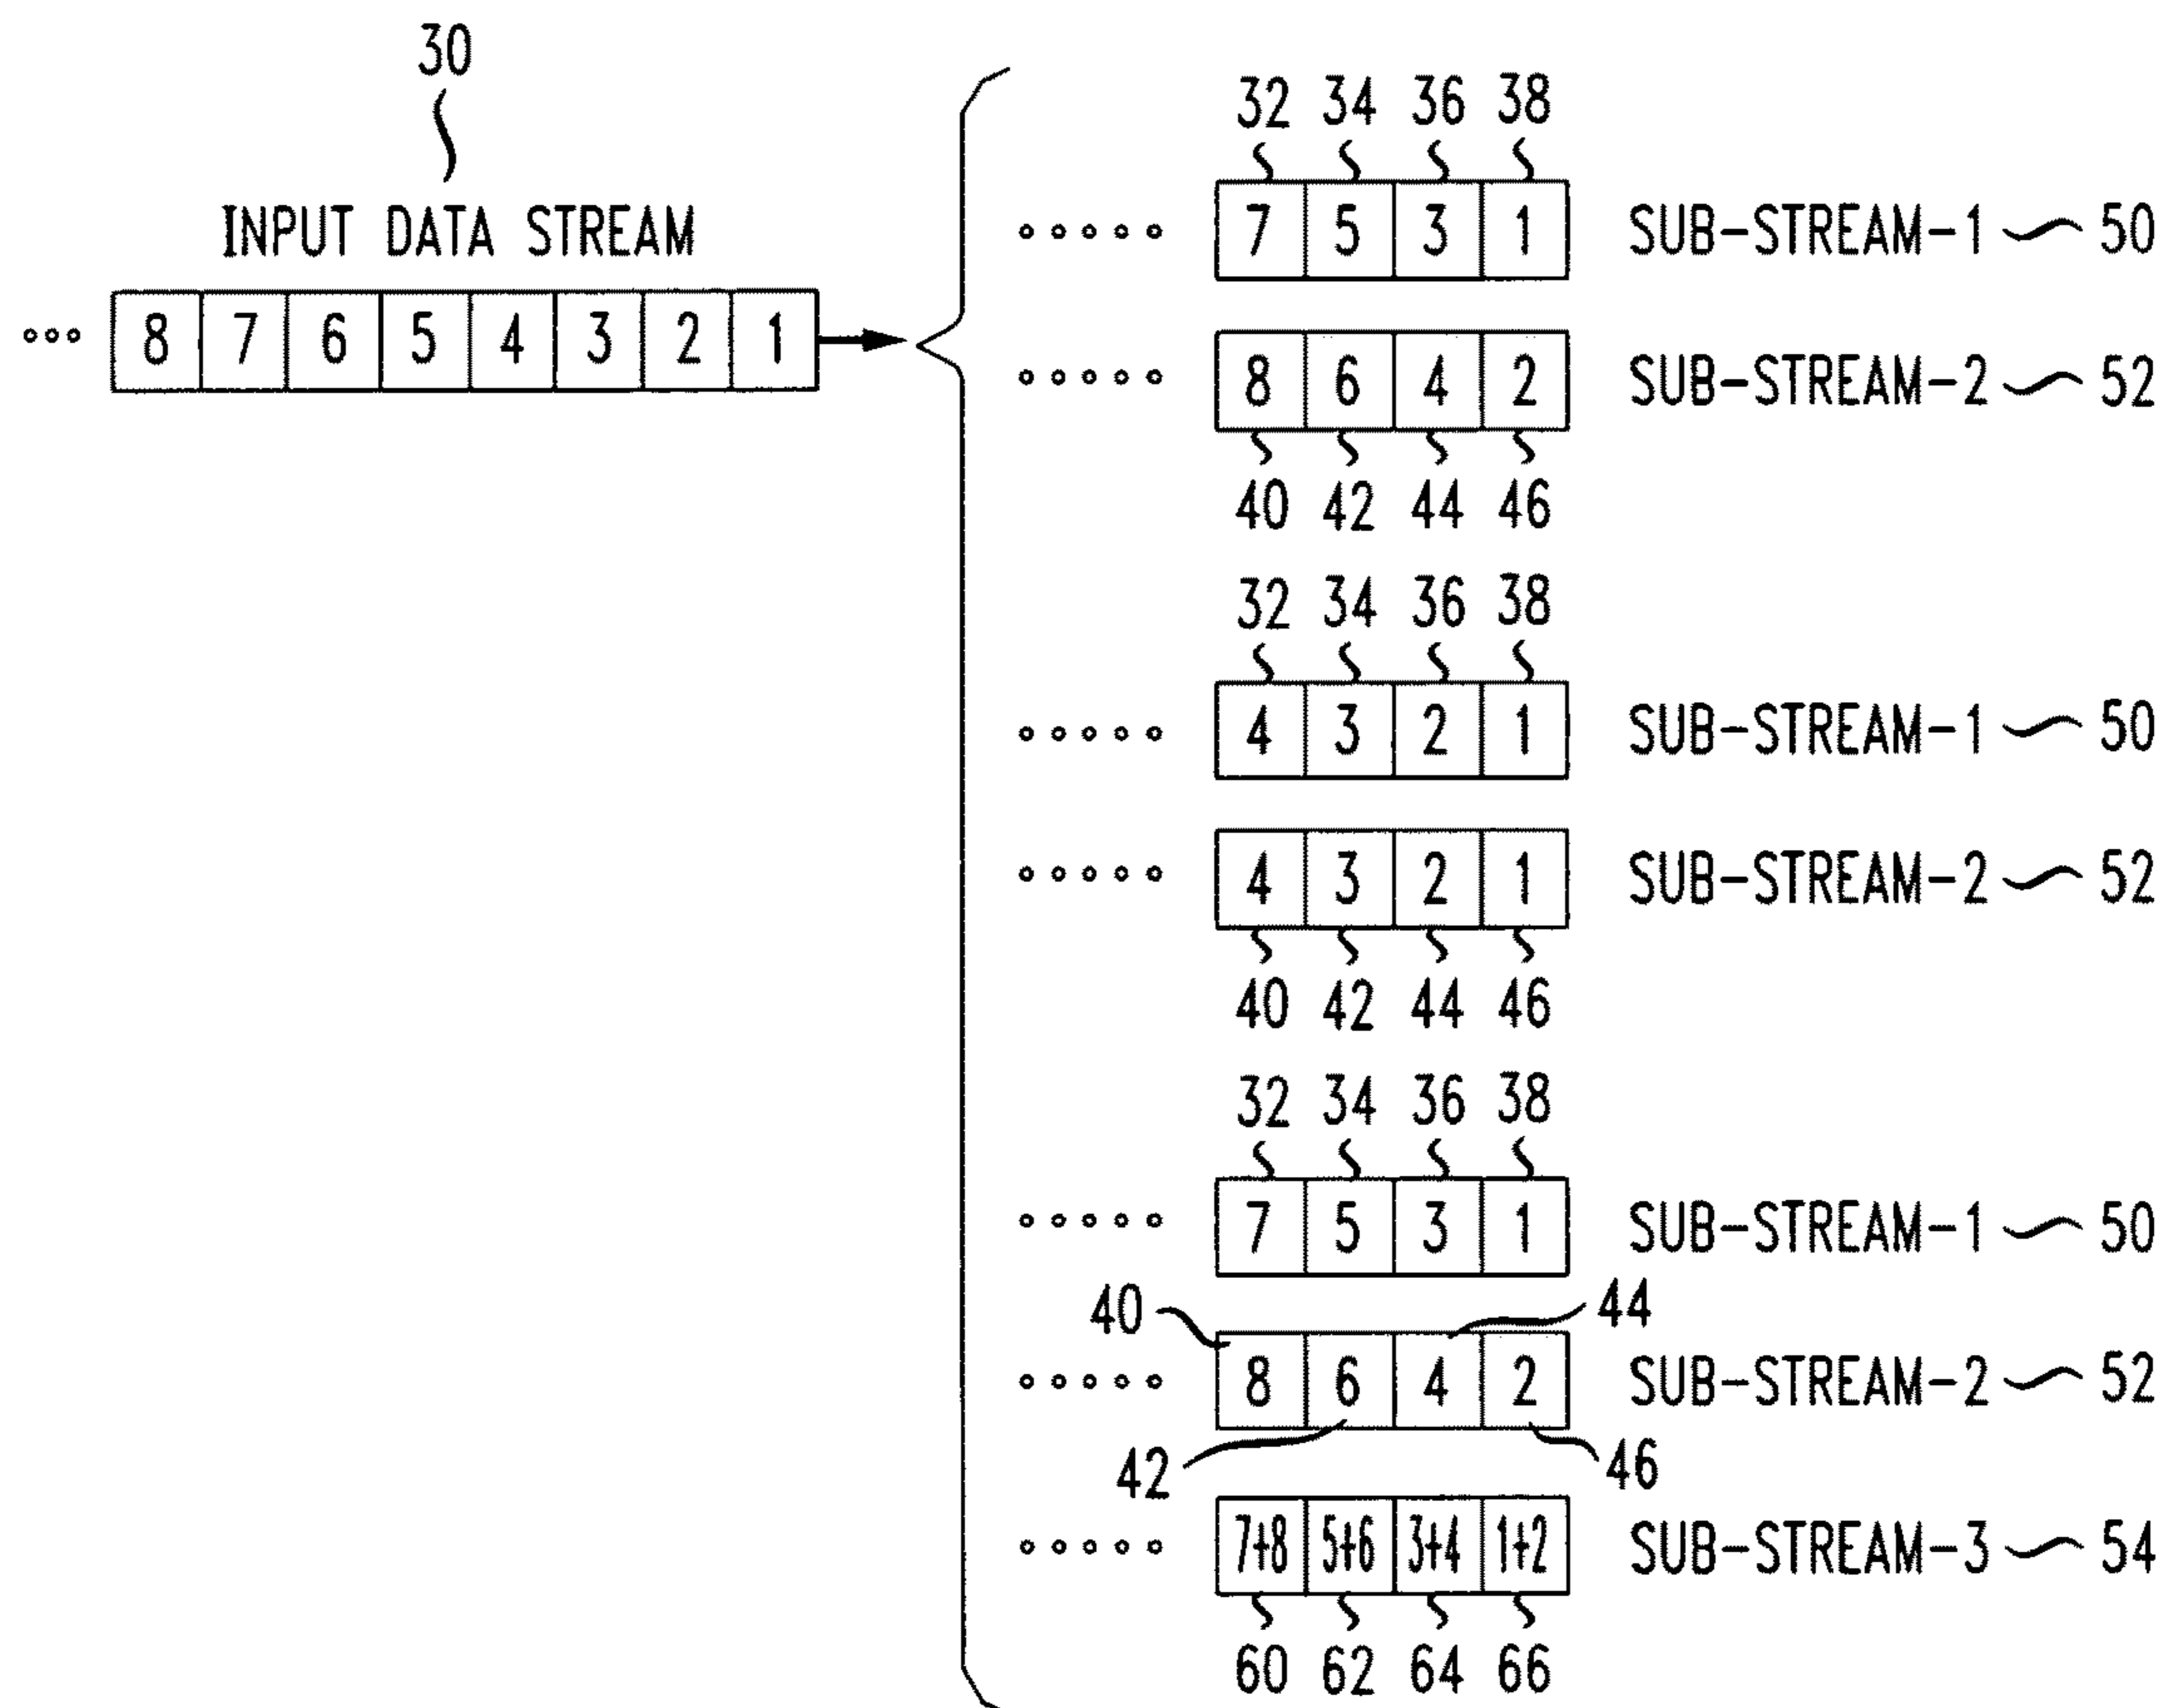 30
INPUT DATA STREAM
8 7 6 5 4 3 2 1
32 34 36 38
7 5 3 1 SUB-STREAM-1 50
8 6 4 2 SUB-STREAM-2 52
40 42 44 46
32 34 36 38
4 3 2 1 SUB-STREAM-1 50
4 3 2 1 SUB-STREAM-2 52
40 42 44 46
32 34 36 38
7 5 3 1 SUB-STREAM-1 50
40 44
8 6 4 2 SUB-STREAM-2 52
42 46
7+8 5+6 3+4 1+2 SUB-STREAM-3 54
60 62 64 66